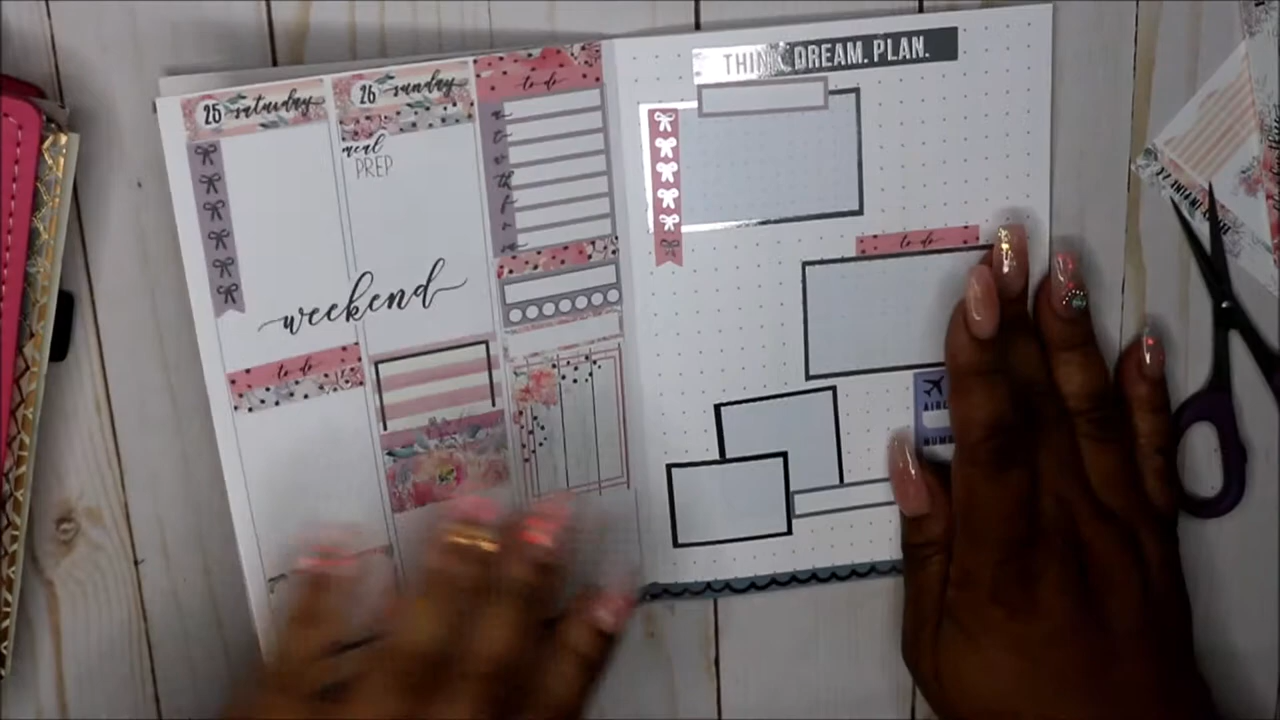 25 saturday
26 sunday
to do
meal
PREP
weekend
to do
THINK. DREAM. PLAN.
to do